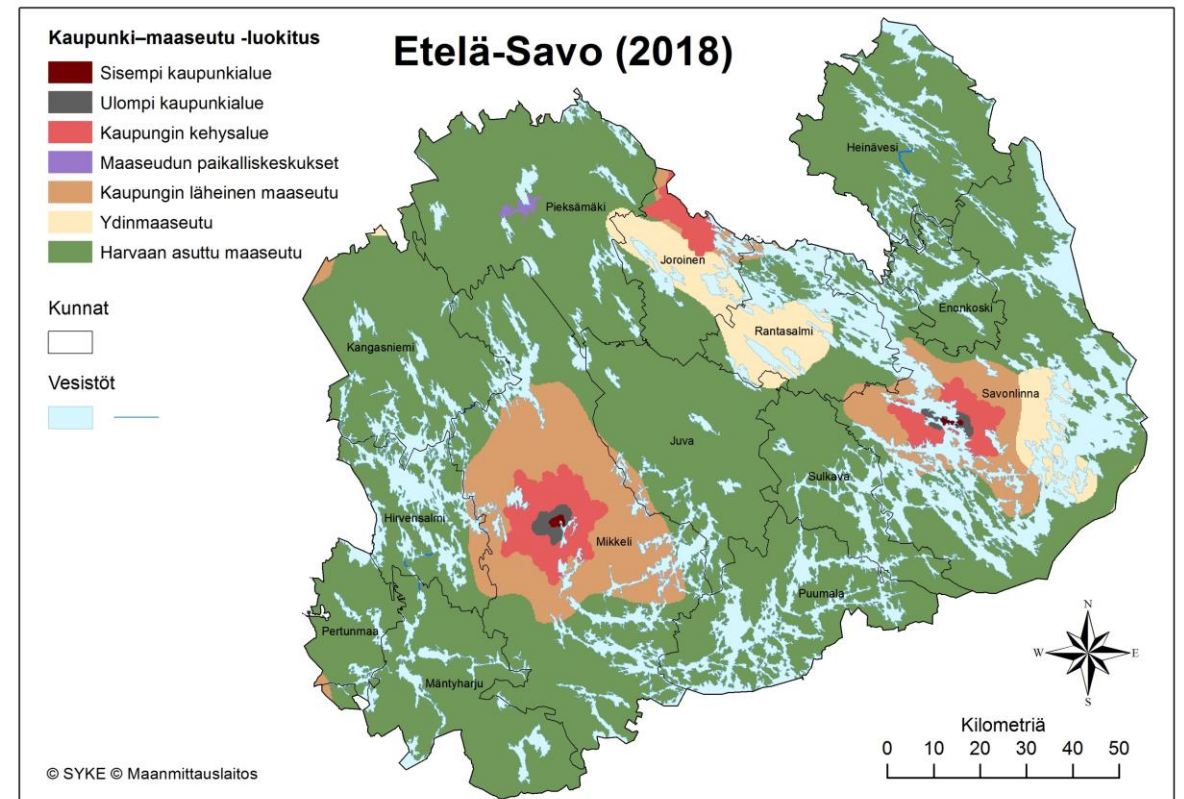 Etelä-Savo (2018)
Kaupunki–maaseutu -luokitus
Sisempi kaupunkialue
Ulompi kaupunkialue
Kaupungin kehysalue
Maaseudun paikalliskeskukset
Kaupungin läheinen maaseutu
Ydinmaaseutu
Harvaan asuttu maaseutu
Kunnat
Vesistöt
Heinävesi
Pieksämäki
Joroinen
Enonkoski
Rantasalmi
Kangasniemi
Savonlinna
Juva
Sulkava
Hirvensalmi
Mikkeli
Puumala
Pertunmaa
Mäntyharju
N
W
E
S
Kilometriä
0 10 20 30 40 50
© SYKE © Maanmittauslaitos